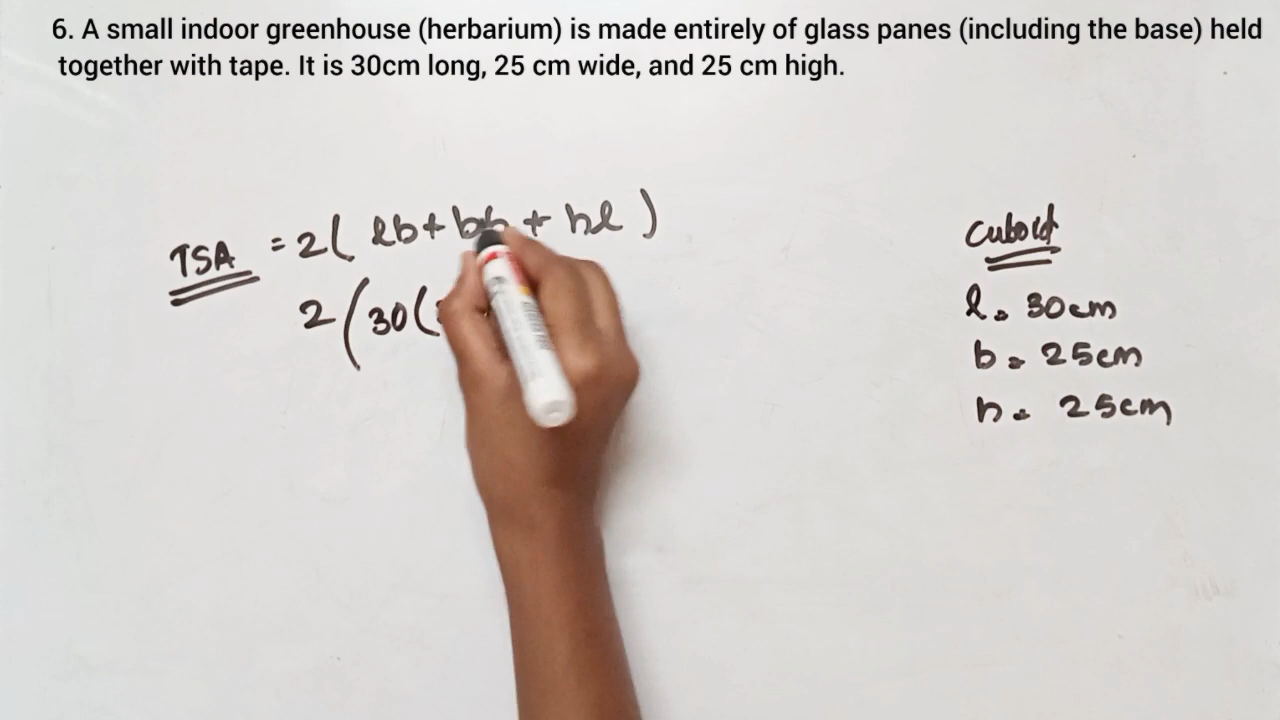 6. A small indoor greenhouse (herbarium) is made entirely of glass panes (including the base) held
together with tape. It is 30cm long, 25 cm wide, and 25 cm high.
TSA = 2( lb + bh + hl )
2(30(
Cuboid
l = 30cm
b = 25cm
h = 25cm